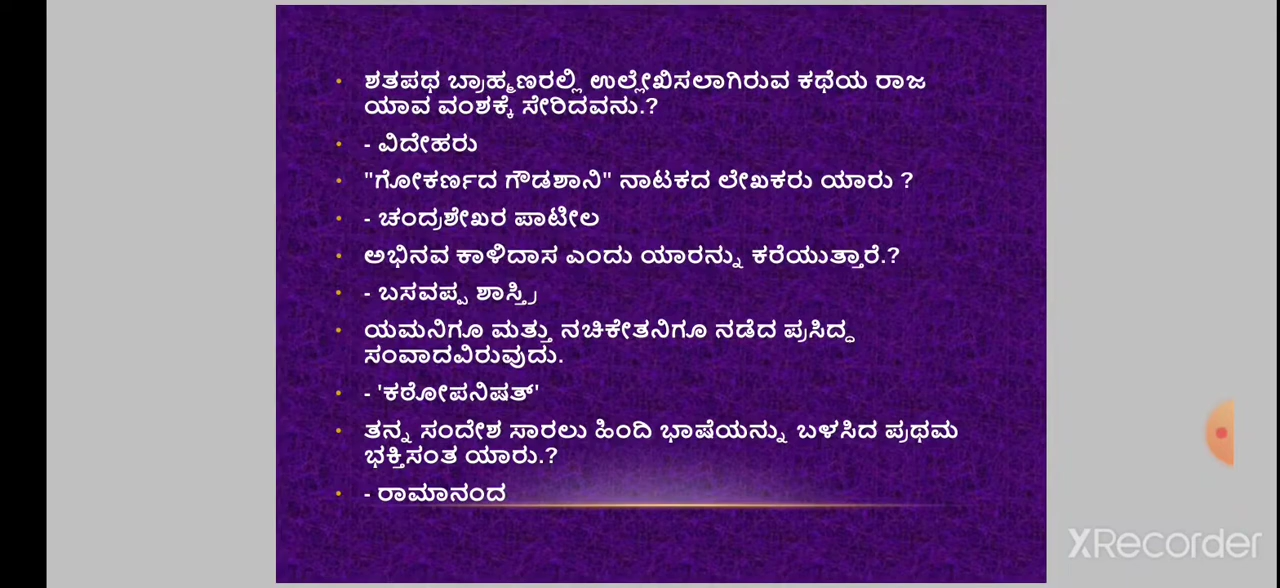 ಶತಪಥ ಬ್ರಾಹ್ಮಣರಲ್ಲಿ ಉಲ್ಲೇಖಿಸಲಾಗಿರುವ ಕಥೆಯ ರಾಜ
ಯಾವ ವಂಶಕ್ಕೆ ಸೇರಿದವನು.?
- ವಿದೇಹರು
"ಗೋಕರ್ಣದ ಗೌಡಶಾನಿ" ನಾಟಕದ ಲೇಖಕರು ಯಾರು ?
- ಚಂದ್ರಶೇಖರ ಪಾಟೀಲ
ಅಭಿನವ ಕಾಳಿದಾಸ ಎಂದು ಯಾರನ್ನು ಕರೆಯುತ್ತಾರೆ.?
- ಬಸವಪ್ಪ ಶಾಸ್ತ್ರಿ
ಯಮನಿಗೂ ಮತ್ತು ನಚಿಕೇತನಿಗೂ ನಡೆದ ಪ್ರಸಿದ್ಧ
ಸಂವಾದವಿರುವುದು.
- 'ಕಠೋಪನಿಷತ್'
ತನ್ನ ಸಂದೇಶ ಸಾರಲು ಹಿಂದಿ ಭಾಷೆಯನ್ನು ಬಳಸಿದ ಪ್ರಥಮ
ಭಕ್ತಿಸಂತ ಯಾರು.?
- ರಾಮಾನಂದ
XRecorder